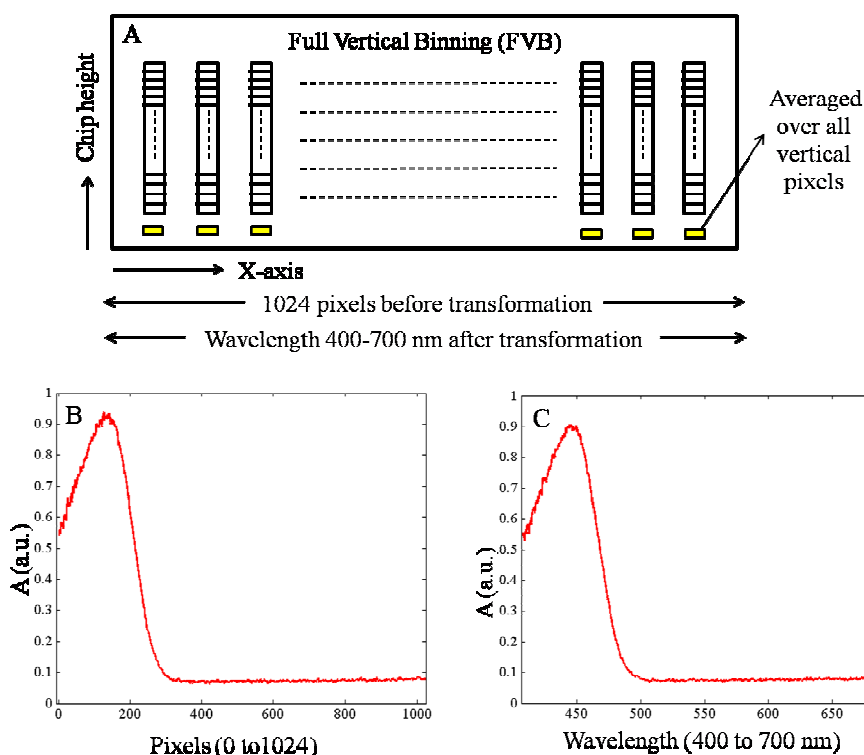 A
Full Vertical Binning (FVB)
Chip height
Averaged
over all
vertical
pixels
X-axis
1024 pixels before transformation
Wavelength 400-700 nm after transformation
B
1
0.9
0.8
0.7
0.6
0.5
0.4
0.3
0.2
0.1
0
0
200
400
600
800
1000
A (a.u.)
Pixels (0 to1024)
C
1
0.9
0.8
0.7
0.6
0.5
0.4
0.3
0.2
0.1
0
450
500
550
600
650
A (a.u.)
Wavelength (400 to 700 nm)